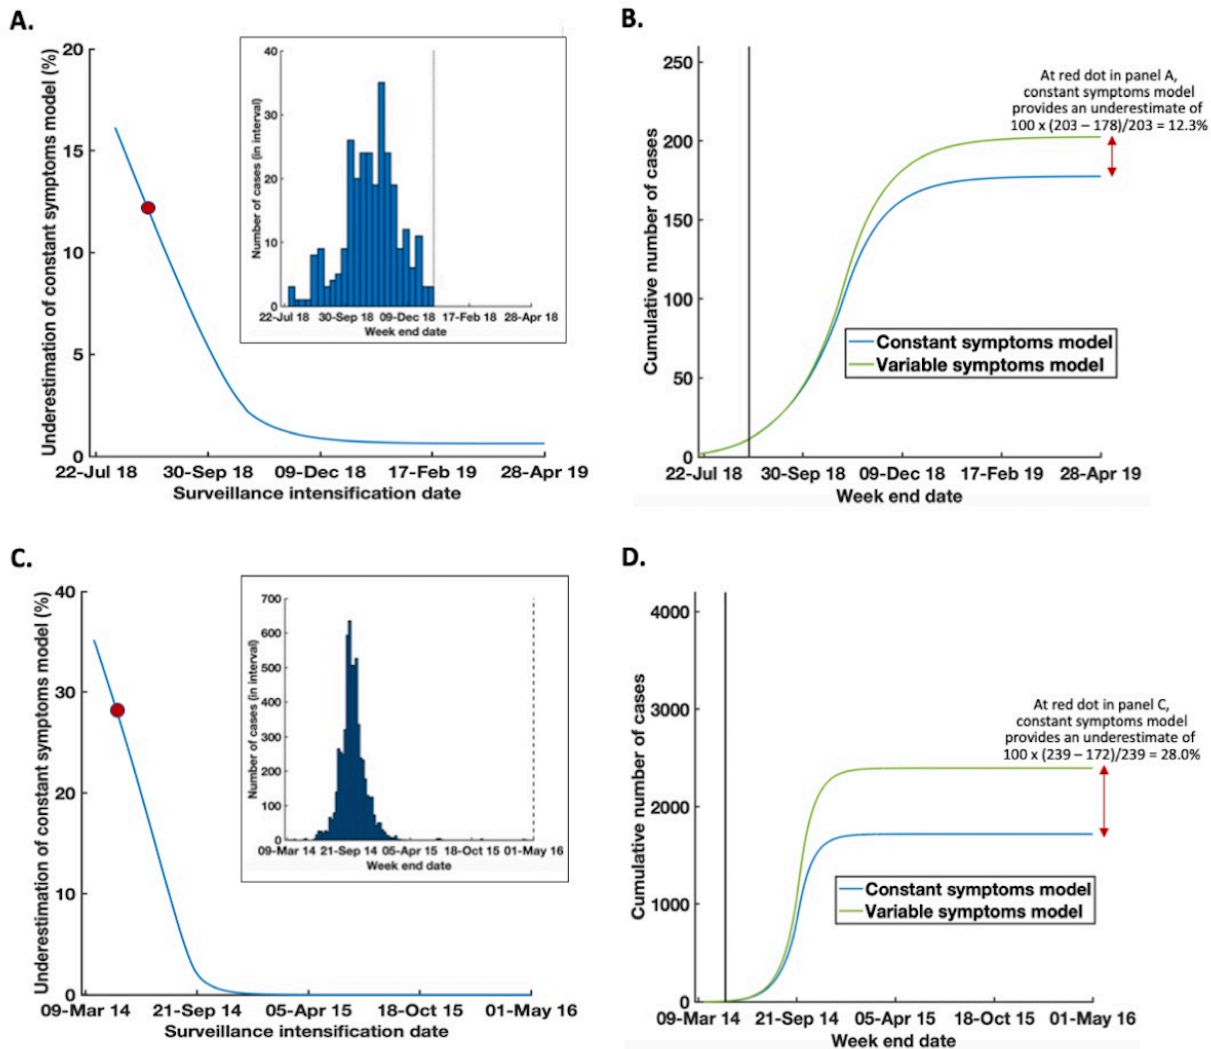 A.
Underestimation of constant symptoms model (%)
20
15
10
5
0
22-Jul 18 30-Sep 18 09-Dec 18 17-Feb 19 28-Apr 19
Surveillance intensification date
Number of cases (in interval)
40
30
20
10
0
22-Jul 18 30-Sep 18 09-Dec 18 17-Feb 18 28-Apr 18
Week end date
B.
Cumulative number of cases
250
200
150
100
50
0
22-Jul 18 30-Sep 18 09-Dec 18 17-Feb 19 28-Apr 19
Week end date
At red dot in panel A,
constant symptoms model
provides an underestimate of
100 x (203 – 178)/203 = 12.3%
Constant symptoms model
Variable symptoms model
C.
Underestimation of constant symptoms model (%)
40
30
20
10
0
09-Mar 14 21-Sep 14 05-Apr 15 18-Oct 15 01-May 16
Surveillance intensification date
Number of cases (in interval)
700
600
500
400
300
200
100
0
09-Mar 14 21-Sep 14 05-Apr 15 18-Oct 15 01-May 16
Week end date
D.
Cumulative number of cases
4000
3000
2000
1000
0
09-Mar 14 21-Sep 14 05-Apr 15 18-Oct 15 01-May 16
Week end date
At red dot in panel C,
constant symptoms model
provides an underestimate of
100 x (239 – 172)/239 = 28.0%
Constant symptoms model
Variable symptoms model